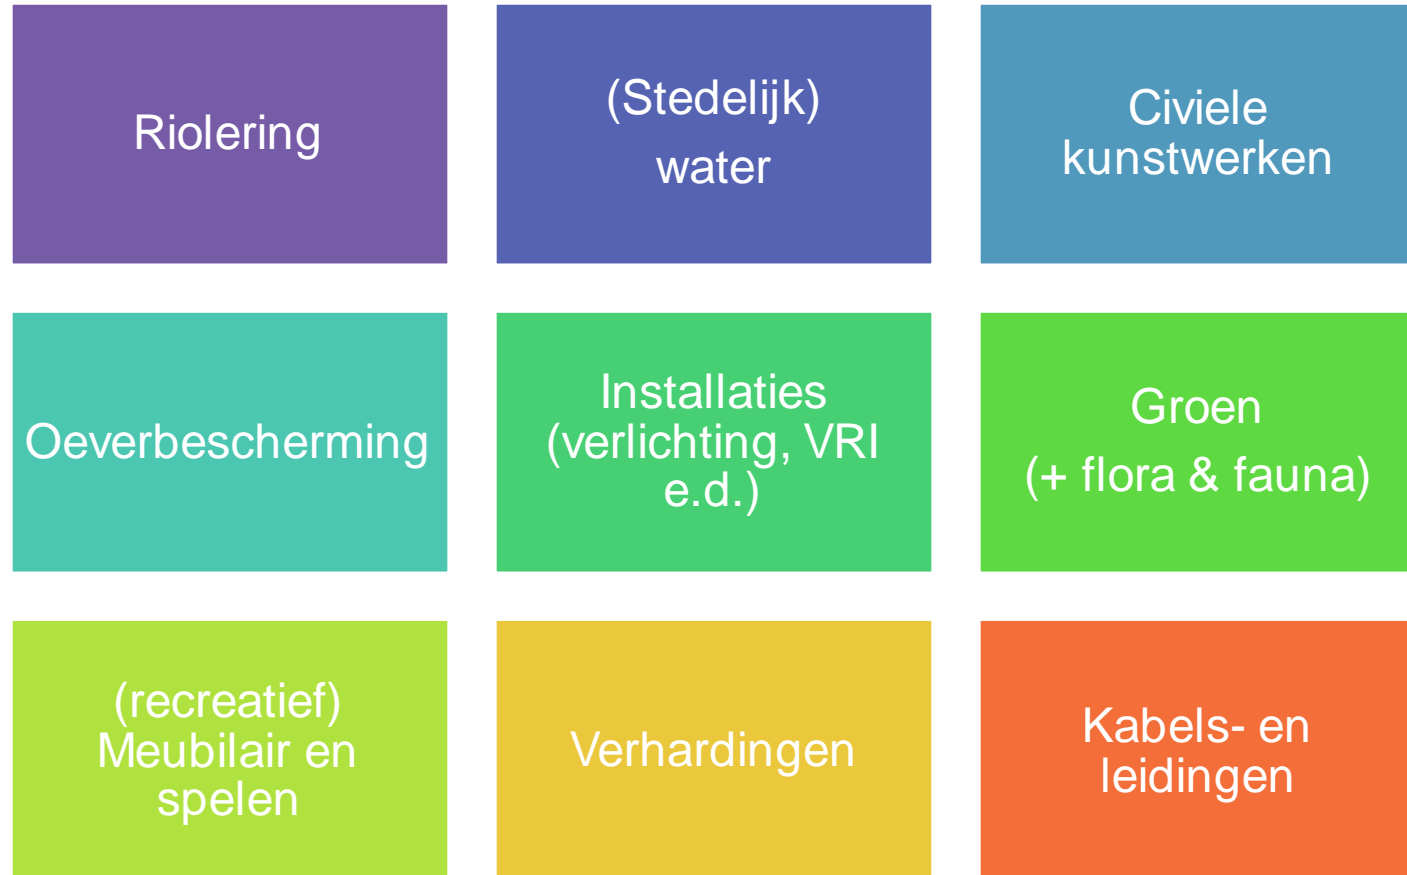 Riolering
(Stedelijk)
water
Civiele
kunstwerken
Oeverbescherming
Installaties
(verlichting, VRI
e.d.)
Groen
(+ flora & fauna)
(recreatief)
Meubilair en
spelen
Verhardingen
Kabels- en
leidingen